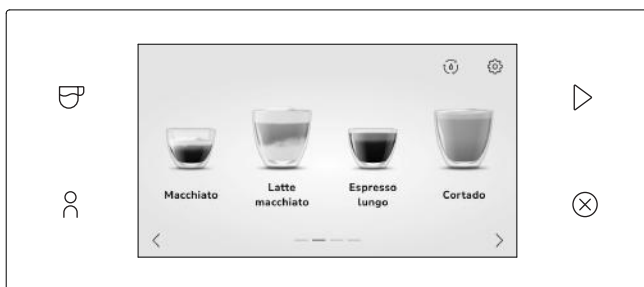 Macchiato
Latte
macchiato
Espresso
lungo
Cortado